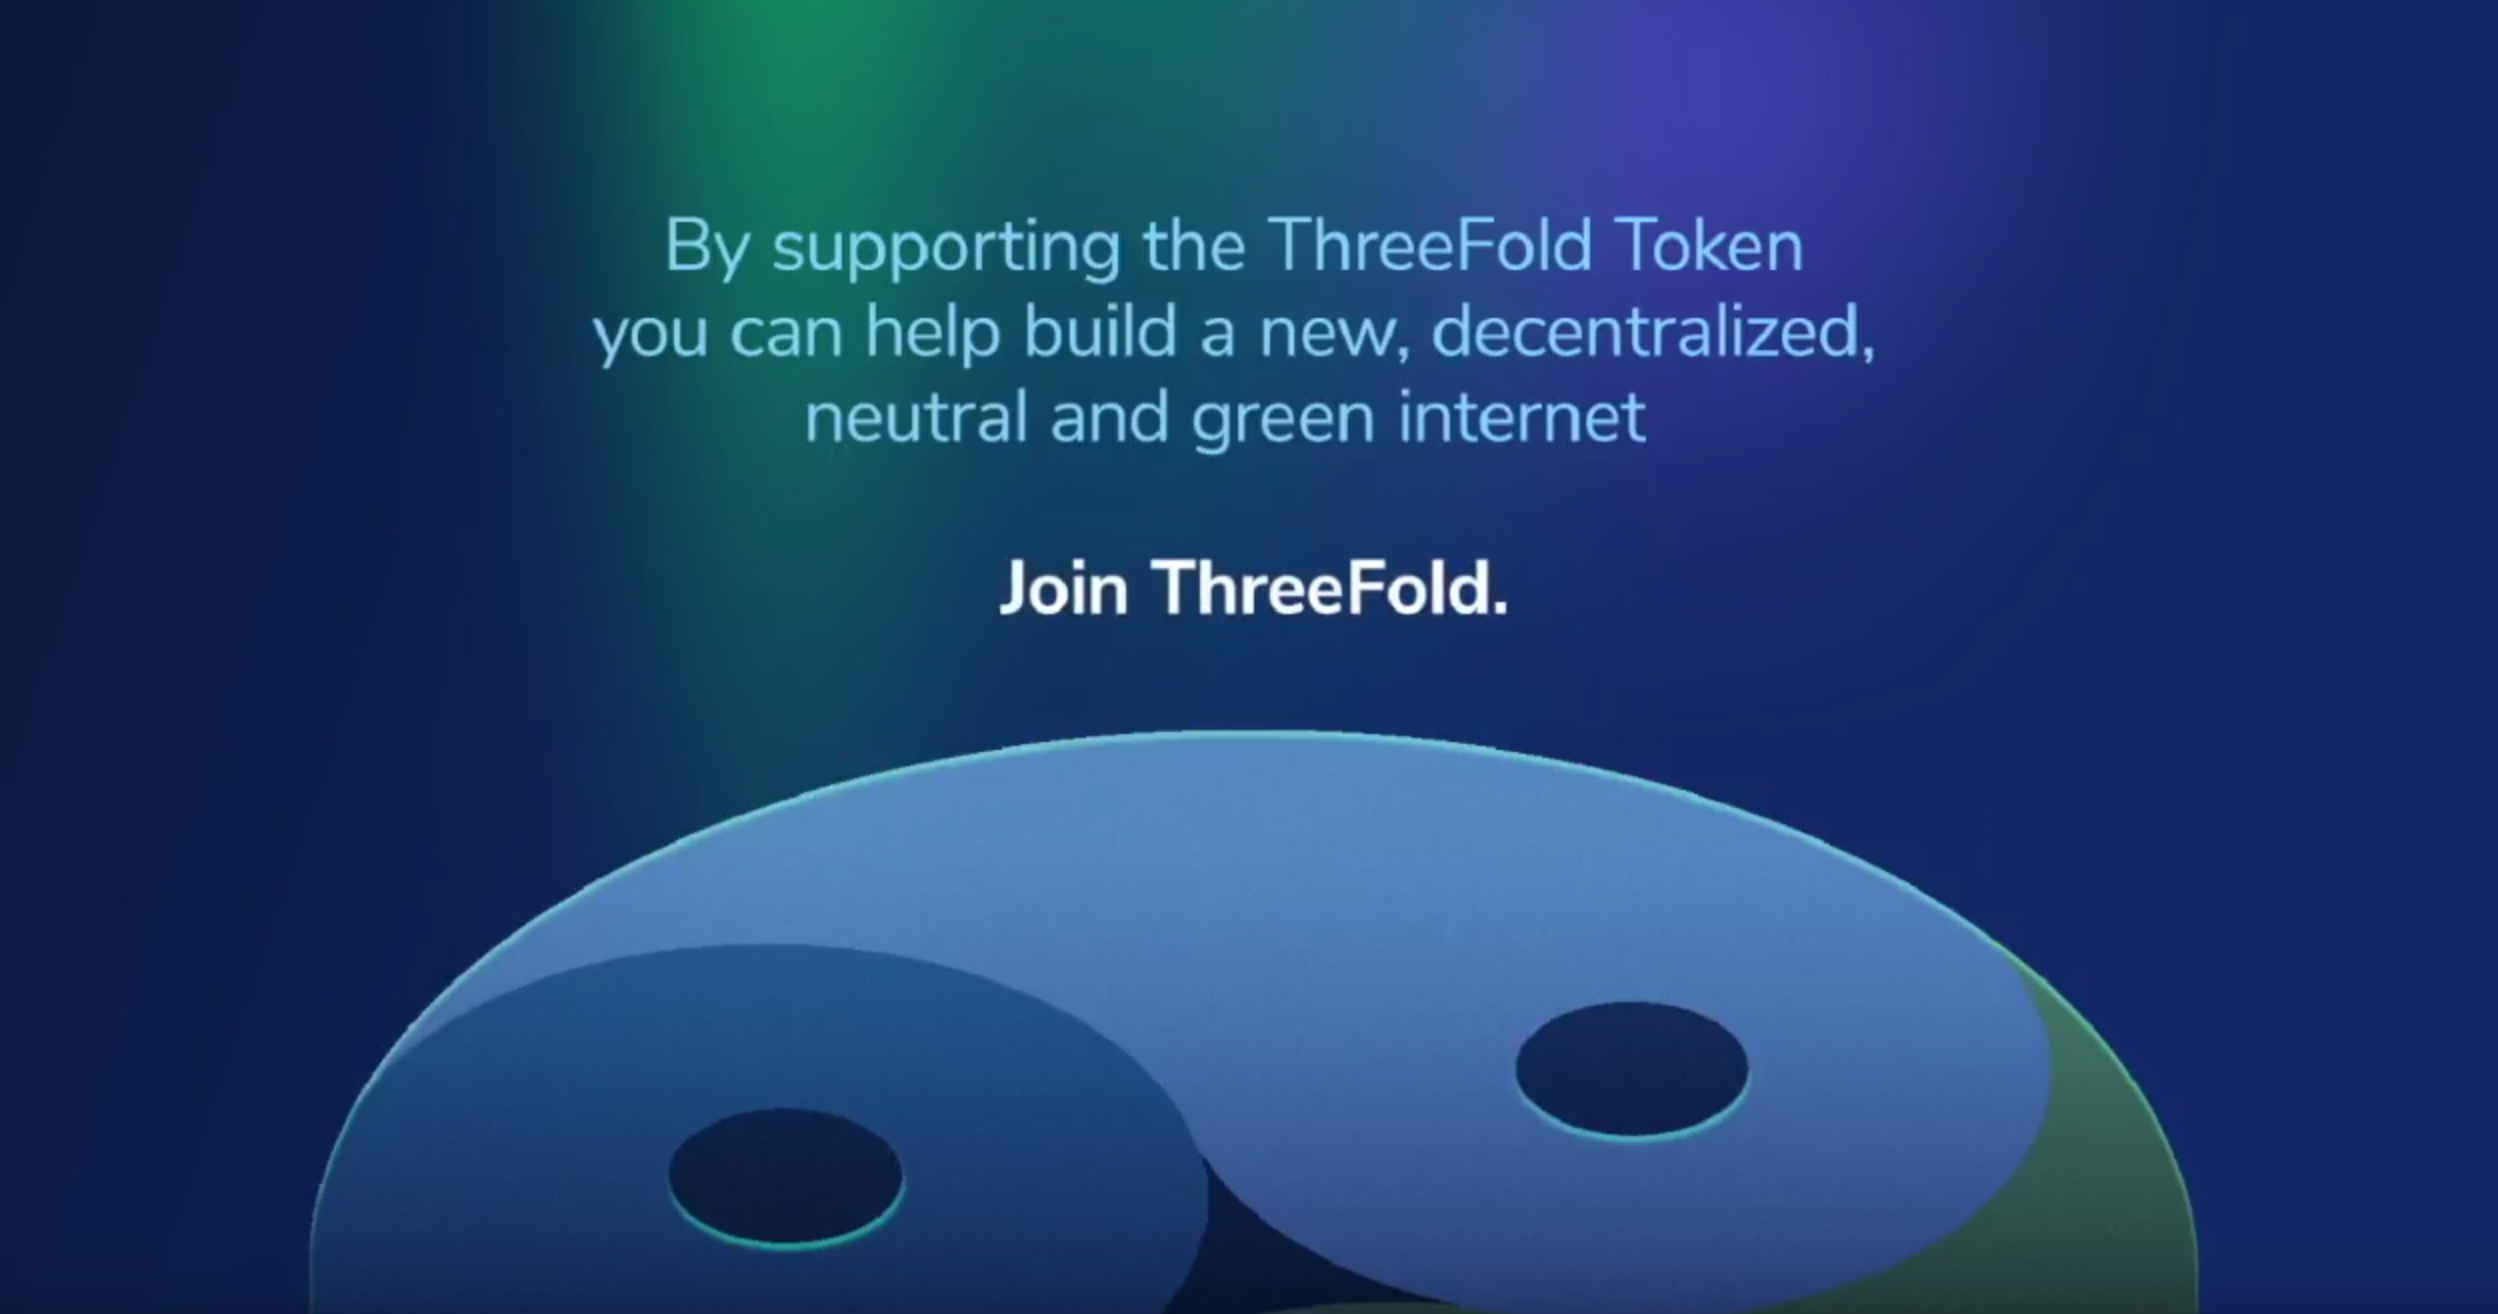 By supporting the ThreeFold Token
you can help build a new, decentralized,
neutral and green internet
Join ThreeFold.